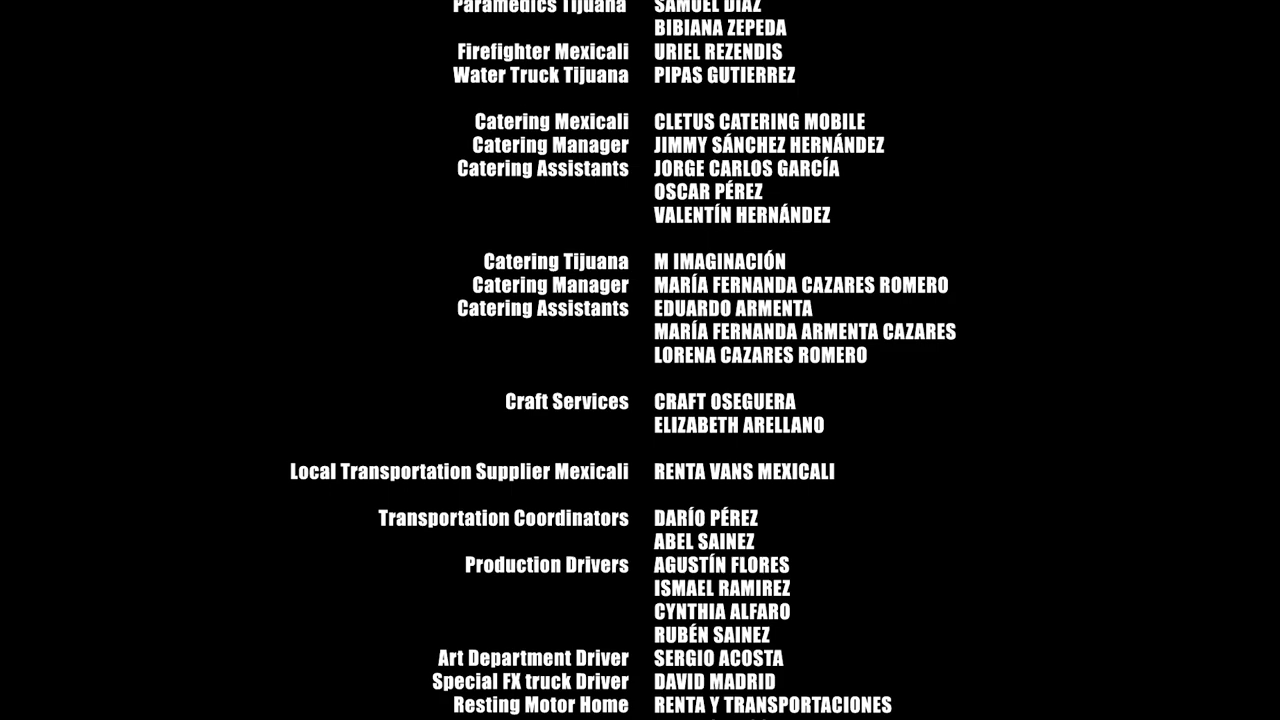 Paramedics Tijuana SAMUEL DÍAZ
BIBIANA ZEPEDA
Firefighter Mexicali URIEL REZENDIS
Water Truck Tijuana PIPAS GUTIERREZ
Catering Mexicali CLETUS CATERING MOBILE
Catering Manager JIMMY SÁNCHEZ HERNÁNDEZ
Catering Assistants JORGE CARLOS GARCÍA
OSCAR PÉREZ
VALENTÍN HERNÁNDEZ
Catering Tijuana M IMAGINACIÓN
Catering Manager MARÍA FERNANDA CAZARES ROMERO
Catering Assistants EDUARDO ARMENTA
MARÍA FERNANDA ARMENTA CAZARES
LORENA CAZARES ROMERO
Craft Services CRAFT OSEGUERA
ELIZABETH ARELLANO
Local Transportation Supplier Mexicali RENTA VANS MEXICALI
Transportation Coordinators DARÍO PÉREZ
ABEL SAINEZ
Production Drivers AGUSTÍN FLORES
ISMAEL RAMIREZ
CYNTHIA ALFARO
RUBÉN SAINEZ
Art Department Driver SERGIO ACOSTA
Special FX truck Driver DAVID MADRID
Resting Motor Home RENTA Y TRANSPORTACIONES